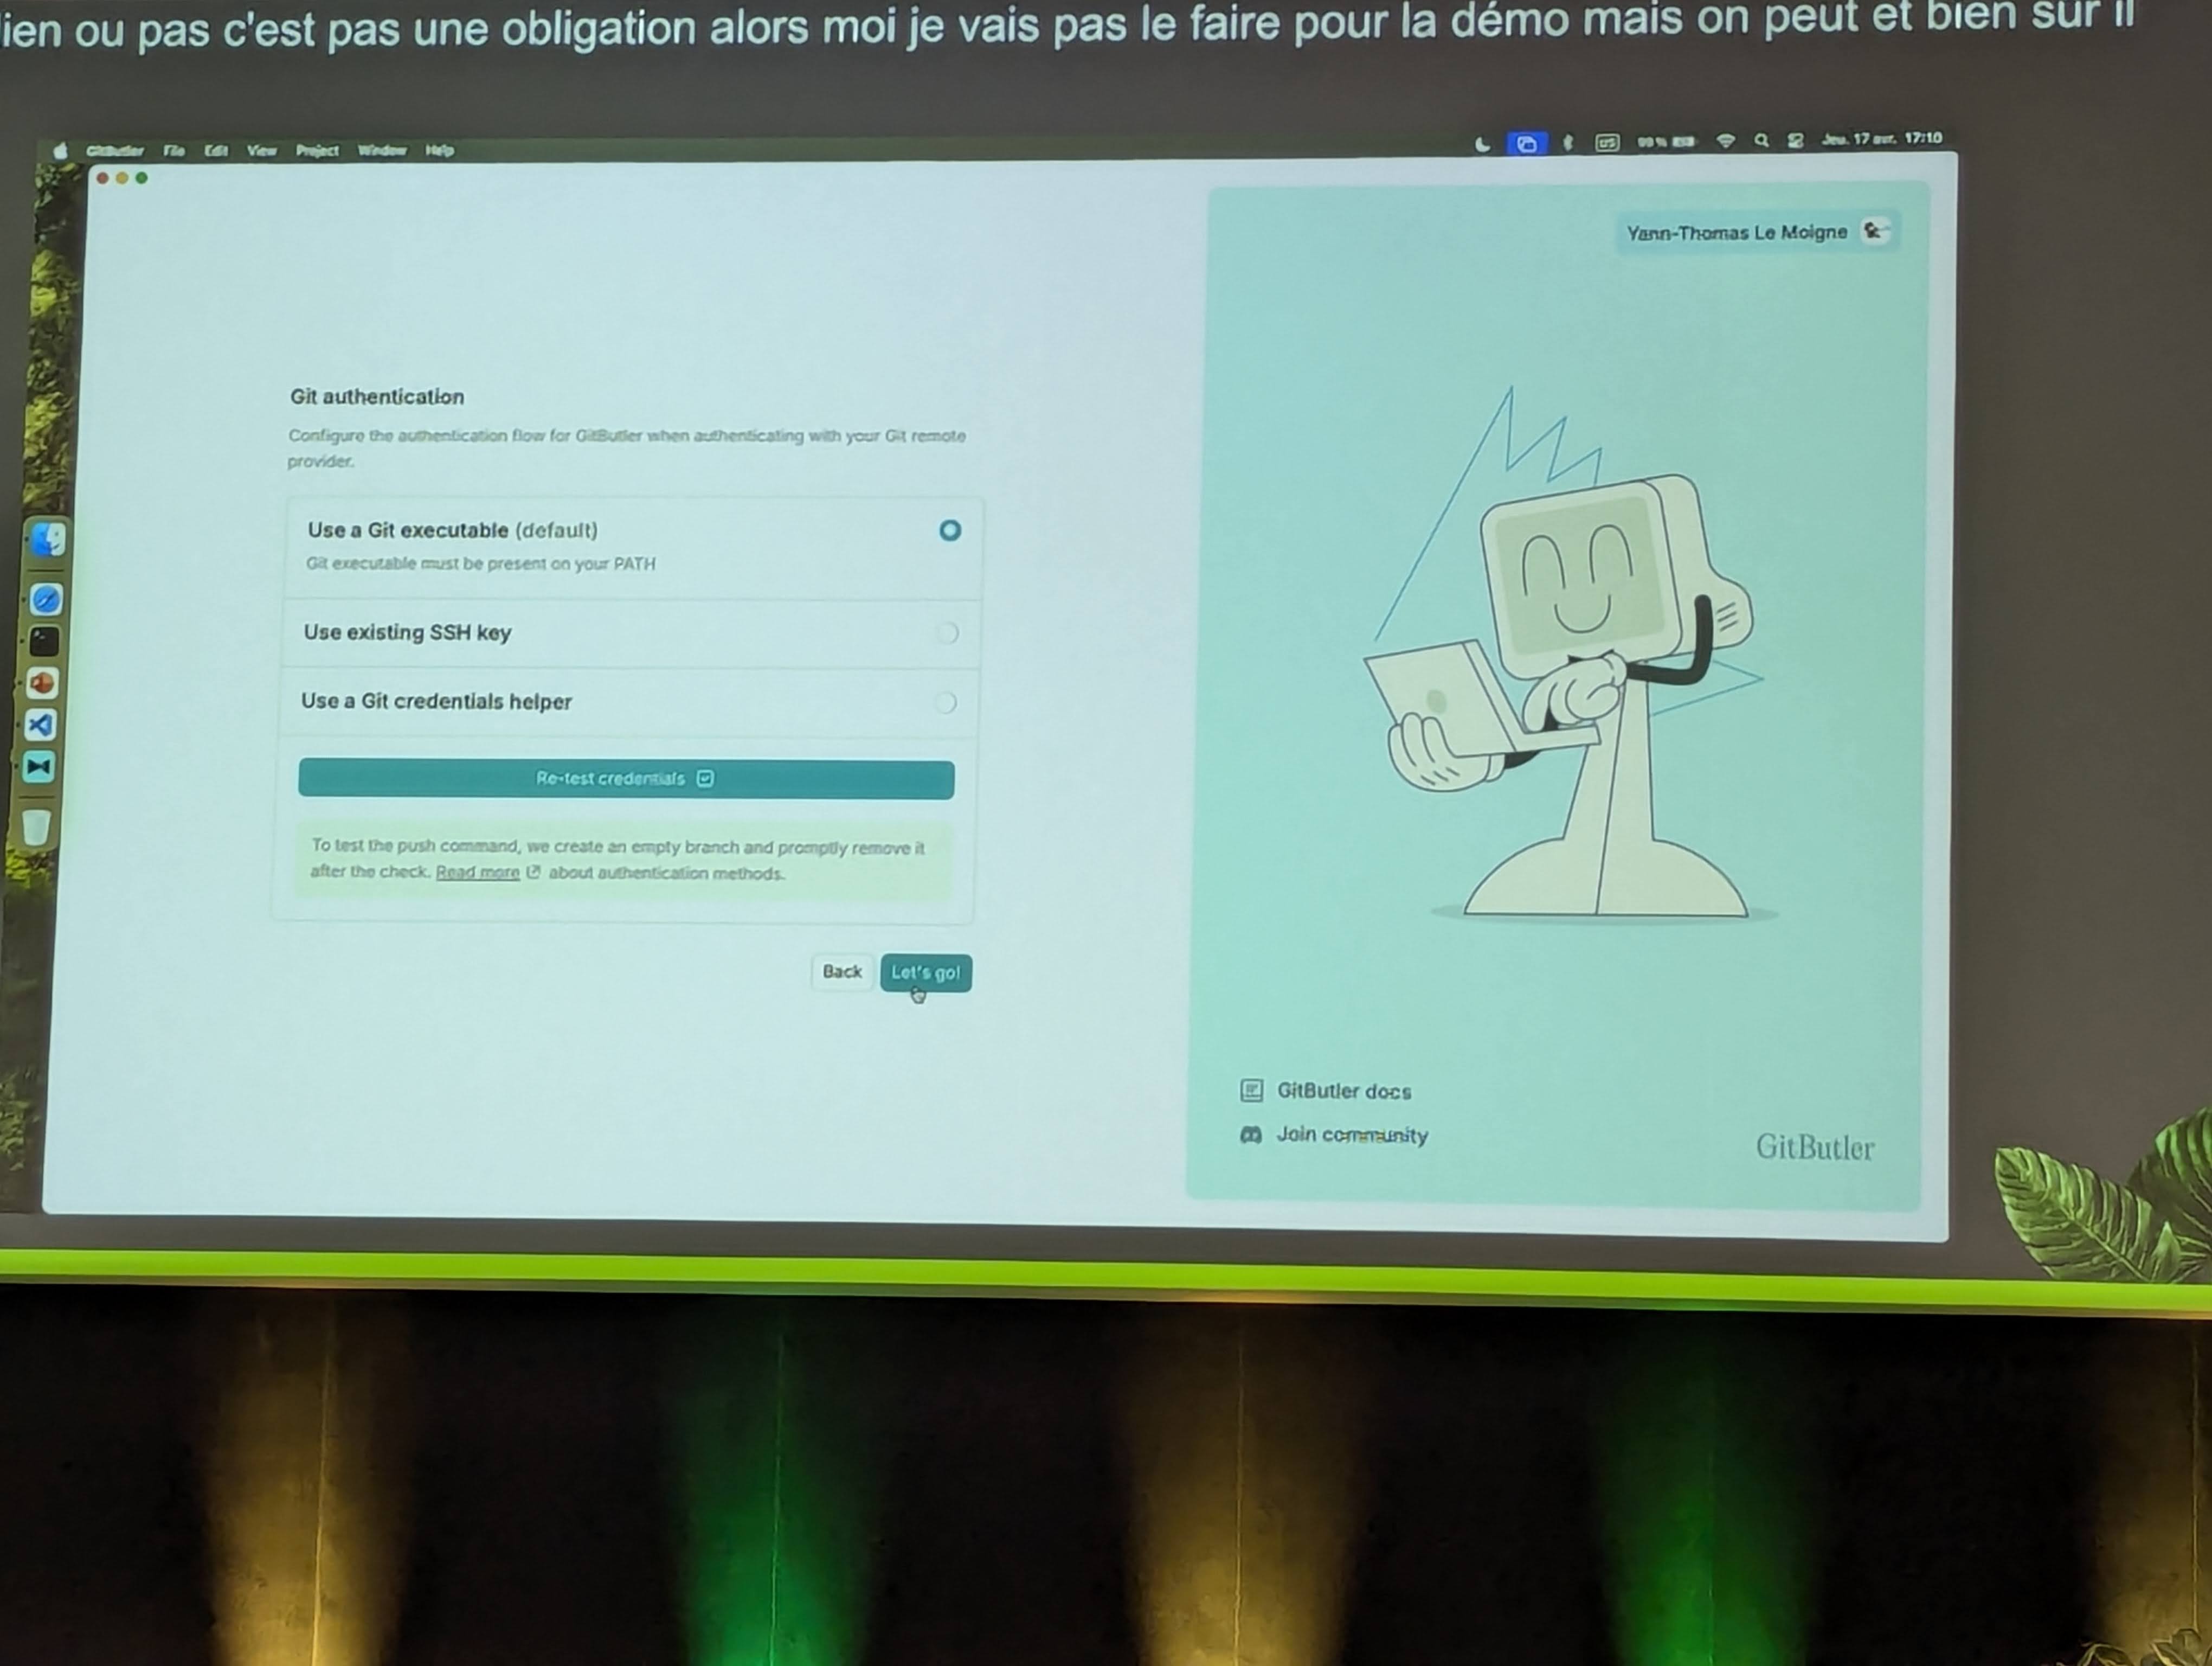 ien ou pas c'est pas une obligation alors moi je vais pas le faire pour la démo mais on peut et bien sûr il
GitButler File Edit View Project Window Help
US 99 % Jeu. 17 avr. 17:10
Yann-Thomas Le Moigne
Git authentication
Configure the authentication flow for GitButler when authenticating with your Git remote
provider.
Use a Git executable (default)
Git executable must be present on your PATH
Use existing SSH key
Use a Git credentials helper
Re-test credentials
To test the push command, we create an empty branch and promptly remove it
after the check. Read more about authentication methods.
Back Let's go!
GitButler docs
Join community
GitButler